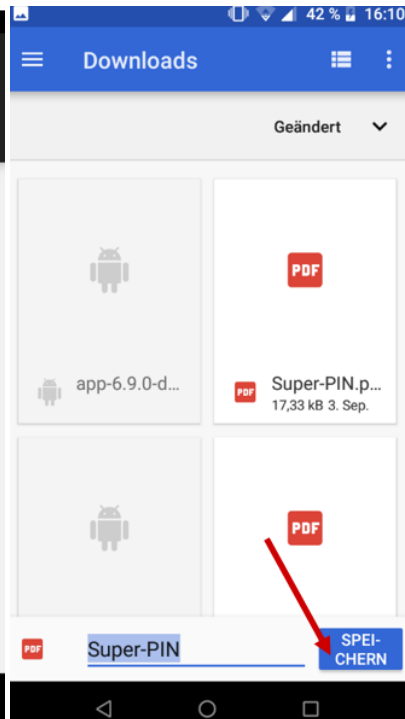 42 % 16:10
Downloads
Geändert
PDF
app-6.9.0-d...
PDF
Super-PIN.p...
17,33 kB 3. Sep.
PDF
PDF
Super-PIN
SPEI-
CHERN